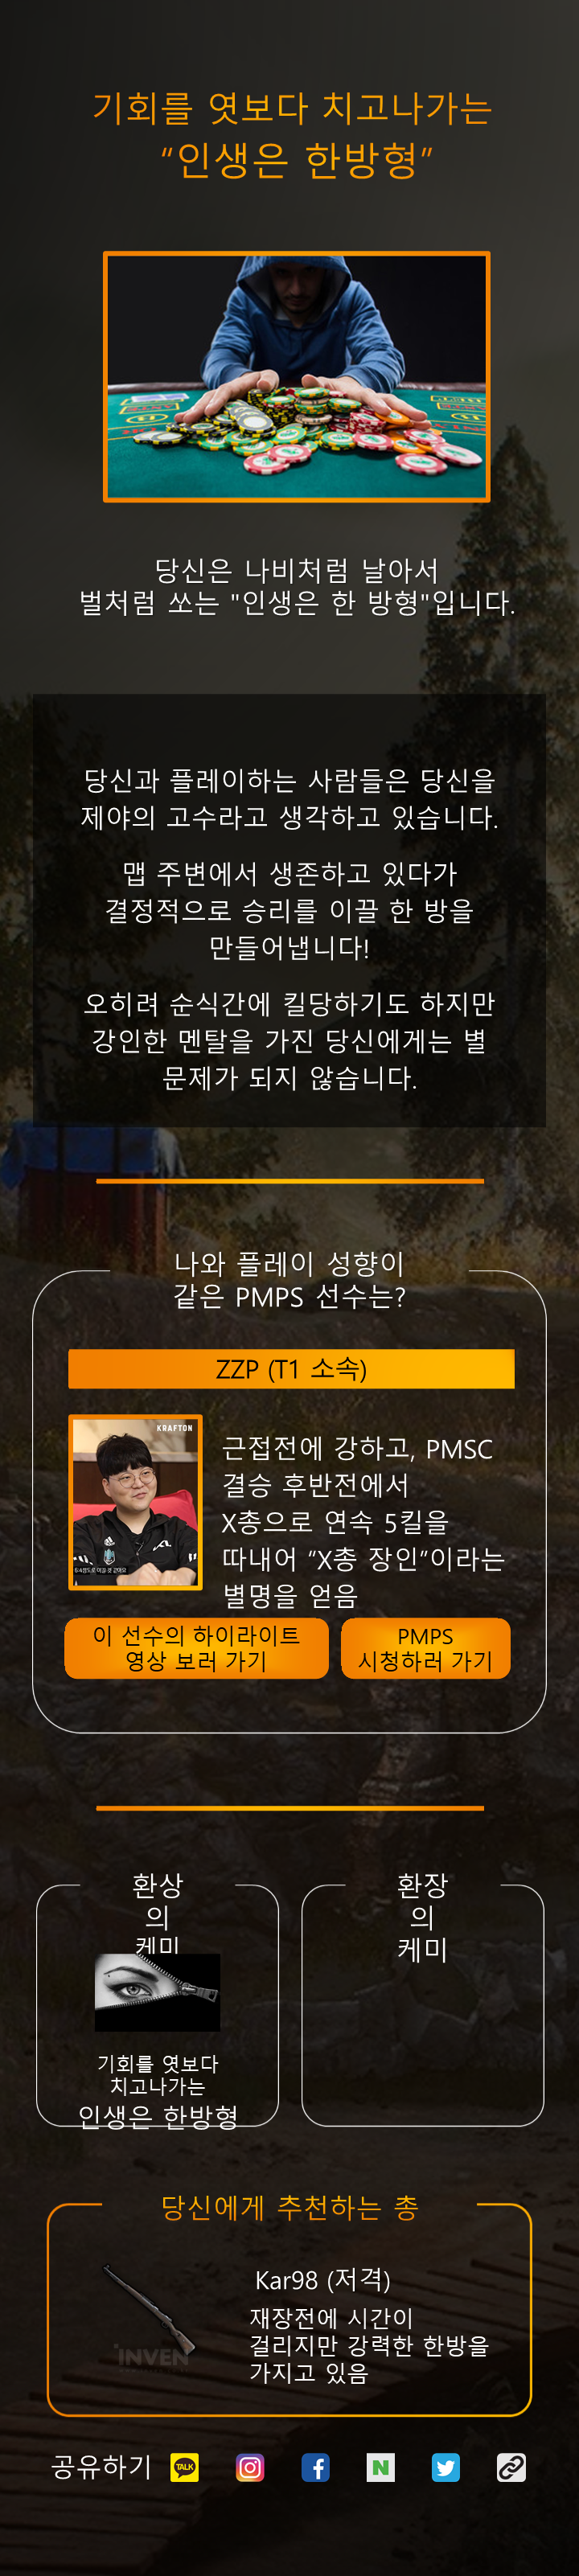 기회를 엿보다 치고나가는
“인생은 한방형”
당신은 나비처럼 날아서
벌처럼 쏘는 "인생은 한 방형"입니다.
당신과 플레이하는 사람들은 당신을
제야의 고수라고 생각하고 있습니다.
맵 주변에서 생존하고 있다가
결정적으로 승리를 이끌 한 방을
만들어냅니다!
오히려 순식간에 킬당하기도 하지만
강인한 멘탈을 가진 당신에게는 별
문제가 되지 않습니다.
나와 플레이 성향이
같은 PMPS 선수는?
ZZP (T1 소속)
KRAFTON
근접전에 강하고, PMSC
결승 후반전에서
X총으로 연속 5킬을
따내어 “X총 장인”이라는
별명을 얻음
이 선수의 하이라이트
영상 보러 가기
PMPS
시청하러 가기
환상
의
케미
환장
의
케미
기회를 엿보다
치고나가는
인생은 한방형
당신에게 추천하는 총
Kar98 (저격)
재장전에 시간이
걸리지만 강력한 한방을
가지고 있음
INVEN
공유하기
TALK
N